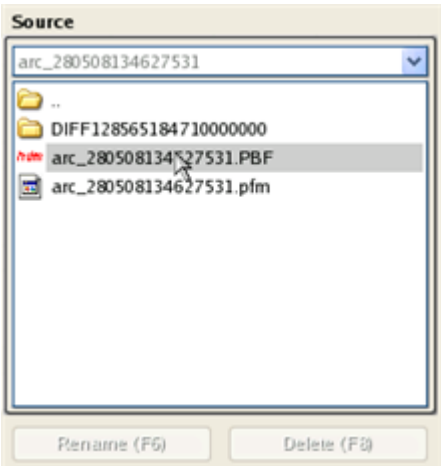 Source
arc_280508134627531
..
DIFF128565184710000000
arc_280508134627531.PBF
arc_280508134627531.pfm
Rename (F6)
Delete (F8)